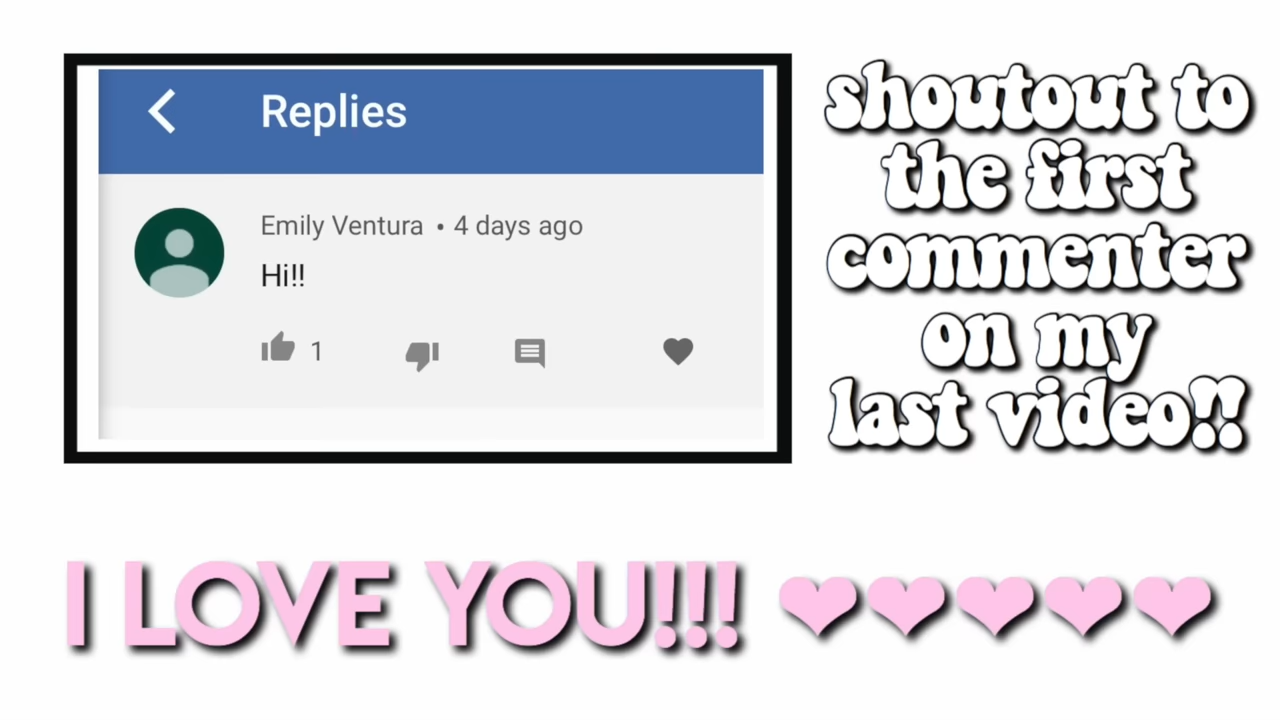 Replies
Emily Ventura • 4 days ago
Hi!!
1
shoutout to
the first
commenter
on my
last video!!
I LOVE YOU!!! ❤❤❤❤❤